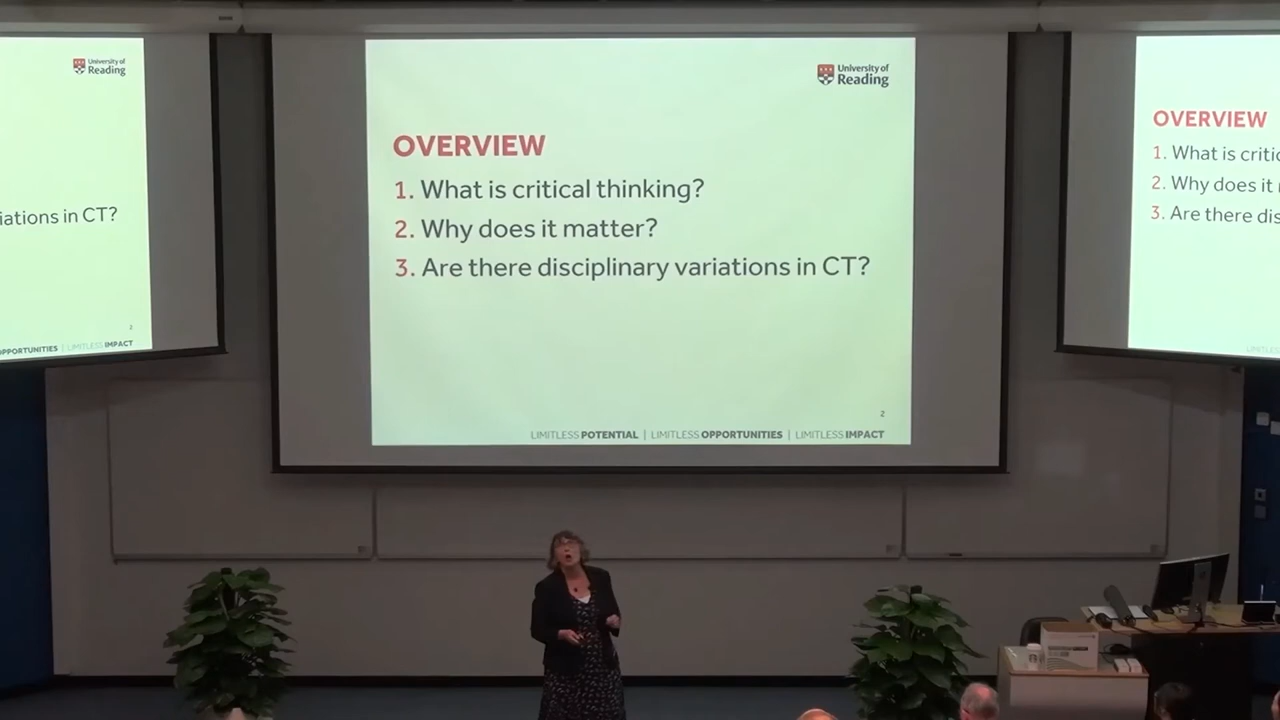 University of
Reading
iations in CT?
2
OPPORTUNITIES | LIMITLESS IMPACT
University of
Reading
OVERVIEW
1. What is critical thinking?
2. Why does it matter?
3. Are there disciplinary variations in CT?
2
LIMITLESS POTENTIAL | LIMITLESS OPPORTUNITIES | LIMITLESS IMPACT
OVERVIEW
1. What is critic
2. Why does it
3. Are there dis
LIMITLESS